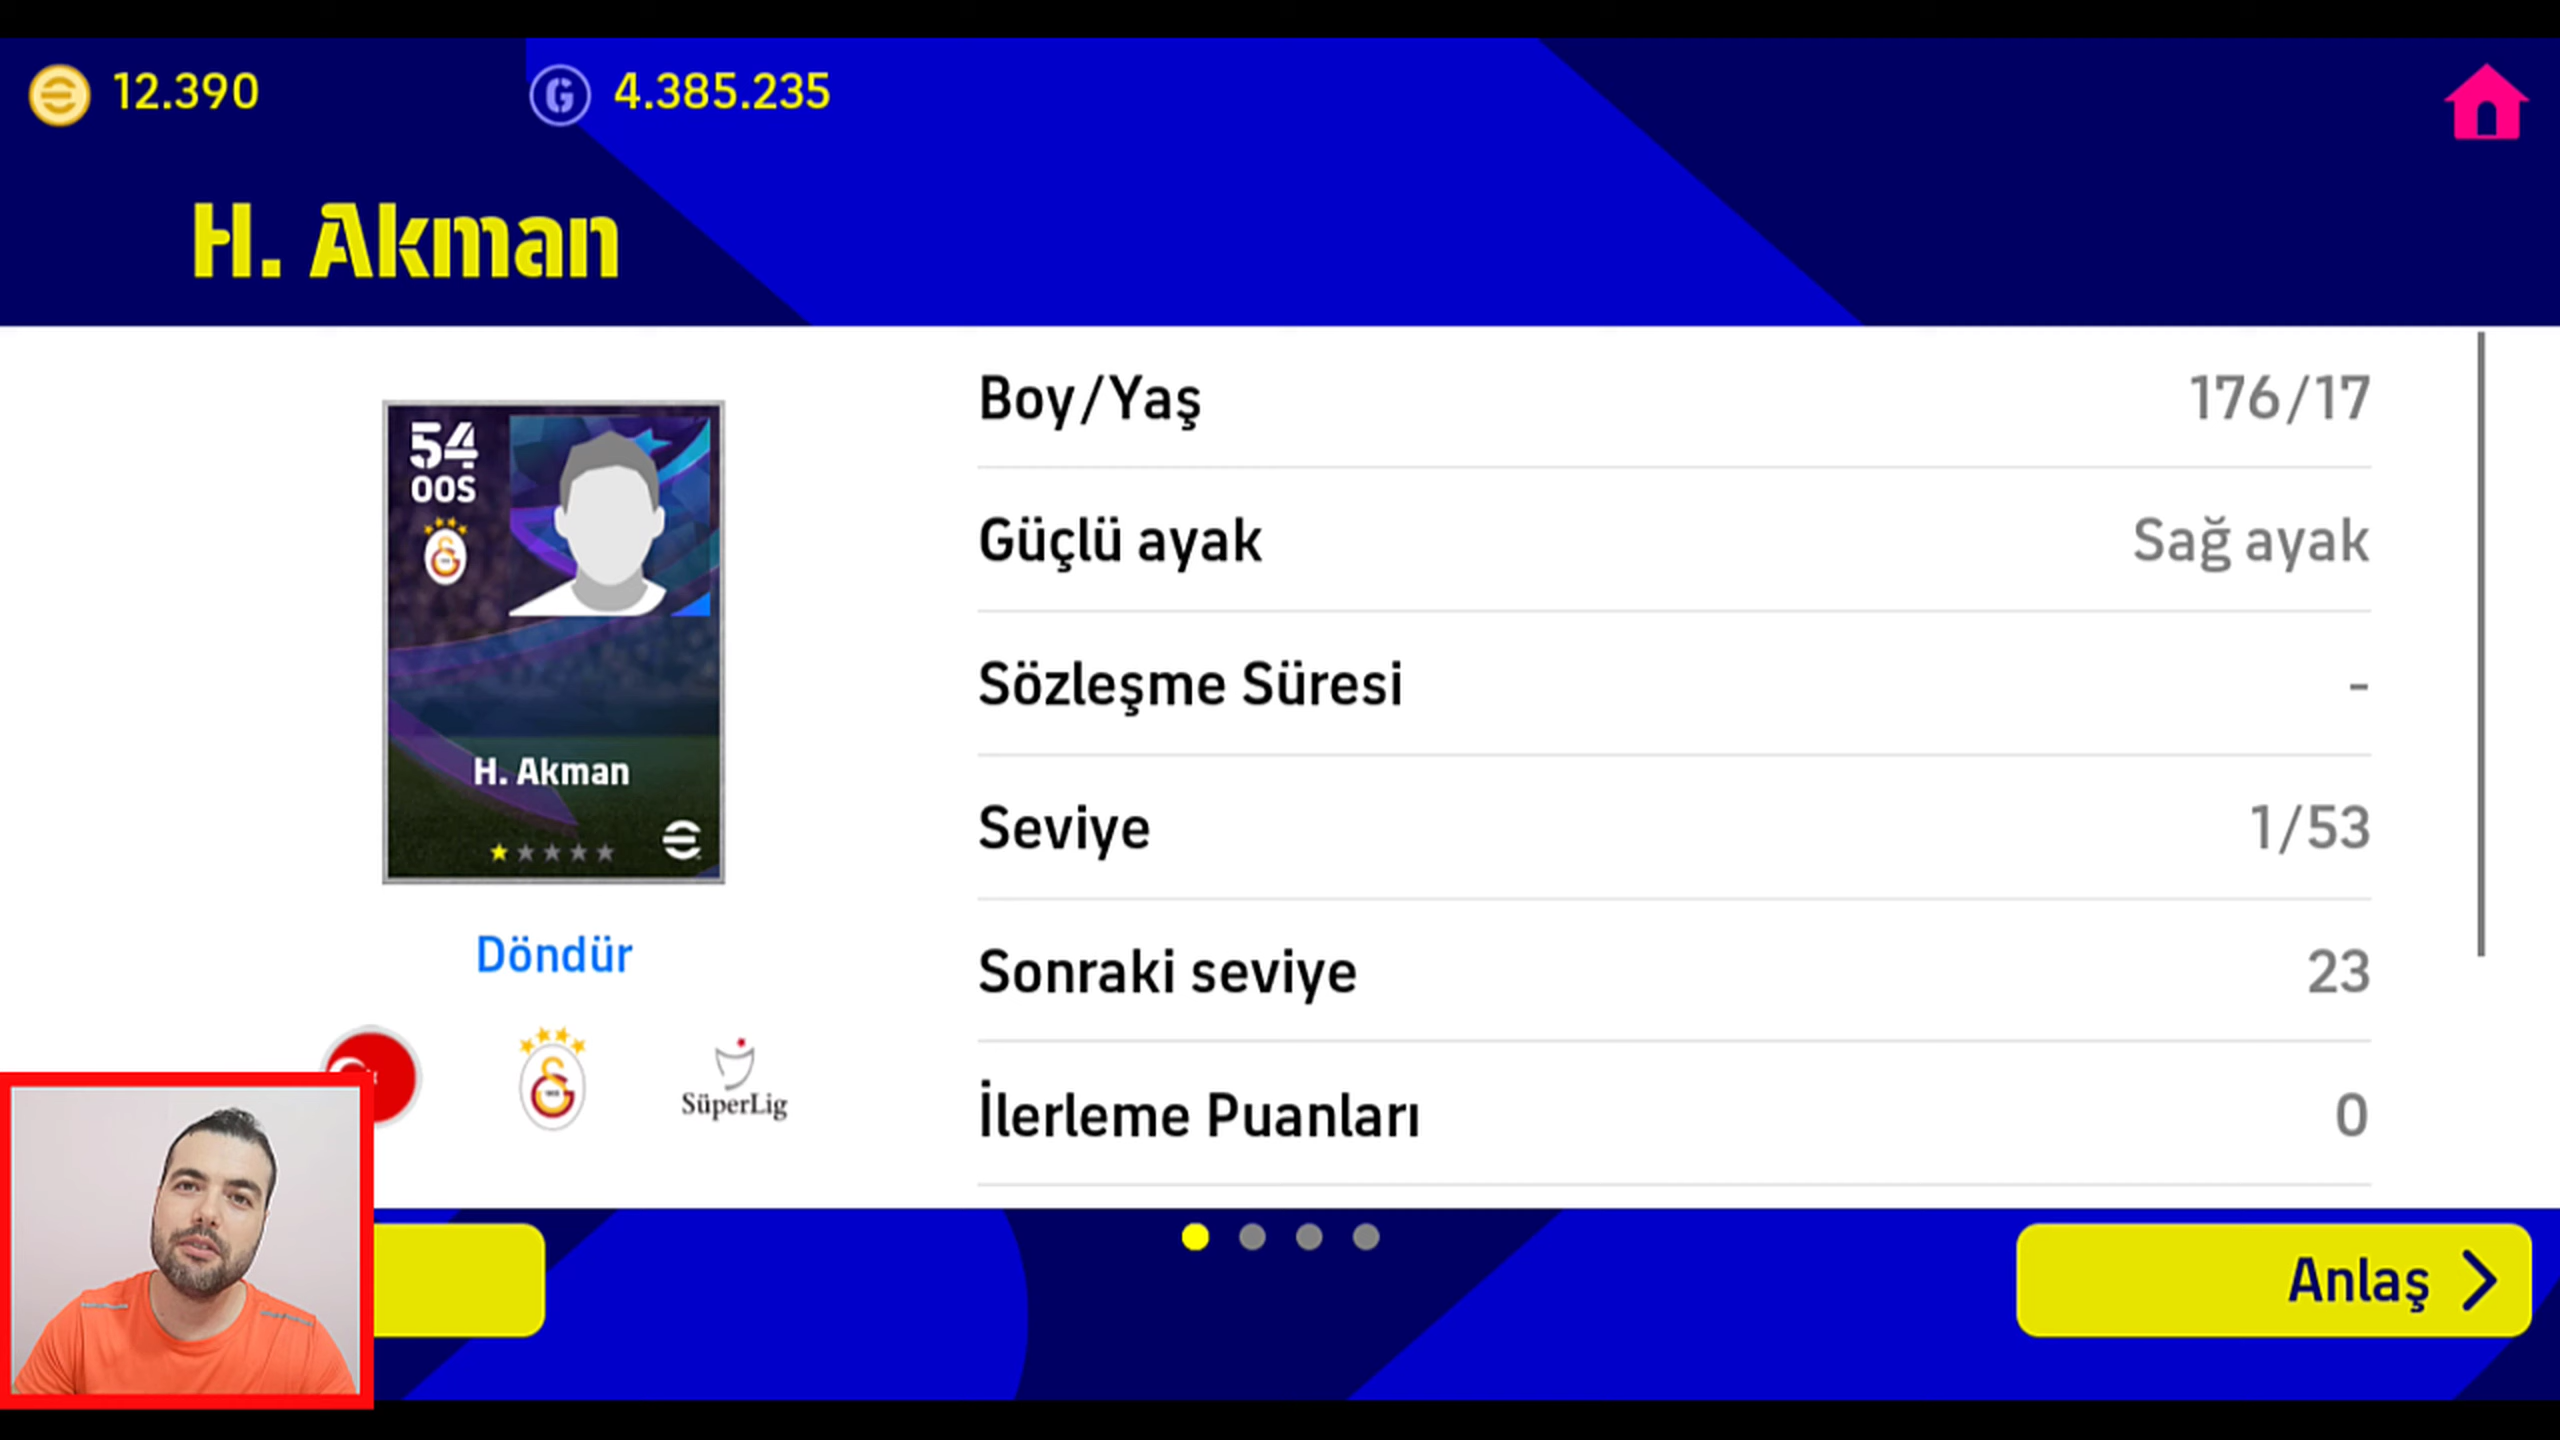 12.390
4.385.235
H. Akman
54
OOS
H. Akman
Döndür
SüperLig
Boy/Yaş 176/17
Güçlü ayak Sağ ayak
Sözleşme Süresi -
Seviye 1/53
Sonraki seviye 23
İlerleme Puanları 0
Anlaş